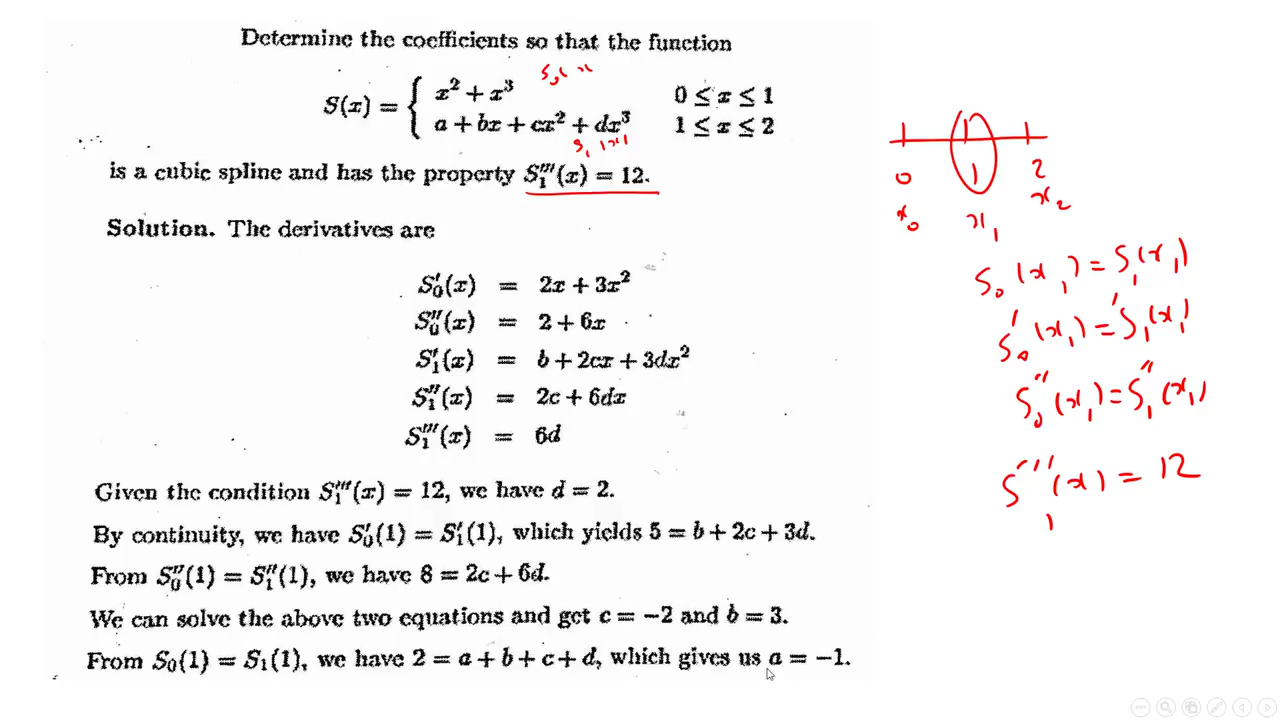 Determine the coefficients so that the function
S₀(x
S(x) = { x² + x³     0 ≤ x ≤ 1
a + bx + cx² + dx³     1 ≤ x ≤ 2
S₁(x)
is a cubic spline and has the property S₁'''(x) = 12.
Solution. The derivatives are
S₀'(x) = 2x + 3x²
S₀''(x) = 2 + 6x
S₁'(x) = b + 2cx + 3dx²
S₁''(x) = 2c + 6dx
S₁'''(x) = 6d
Given the condition S₁'''(x) = 12, we have d = 2.
By continuity, we have S₀'(1) = S₁'(1), which yields 5 = b + 2c + 3d.
From S₀''(1) = S₁''(1), we have 8 = 2c + 6d.
We can solve the above two equations and get c = −2 and b = 3.
From S₀(1) = S₁(1), we have 2 = a + b + c + d, which gives us a = −1.
0 1 2
x₀ x₁ x₂
S₀(x₁) = S₁(x₁)
S₀'(x₁) = S₁'(x₁)
S₀''(x₁) = S₁''(x₁)
S₁'''(x) = 12